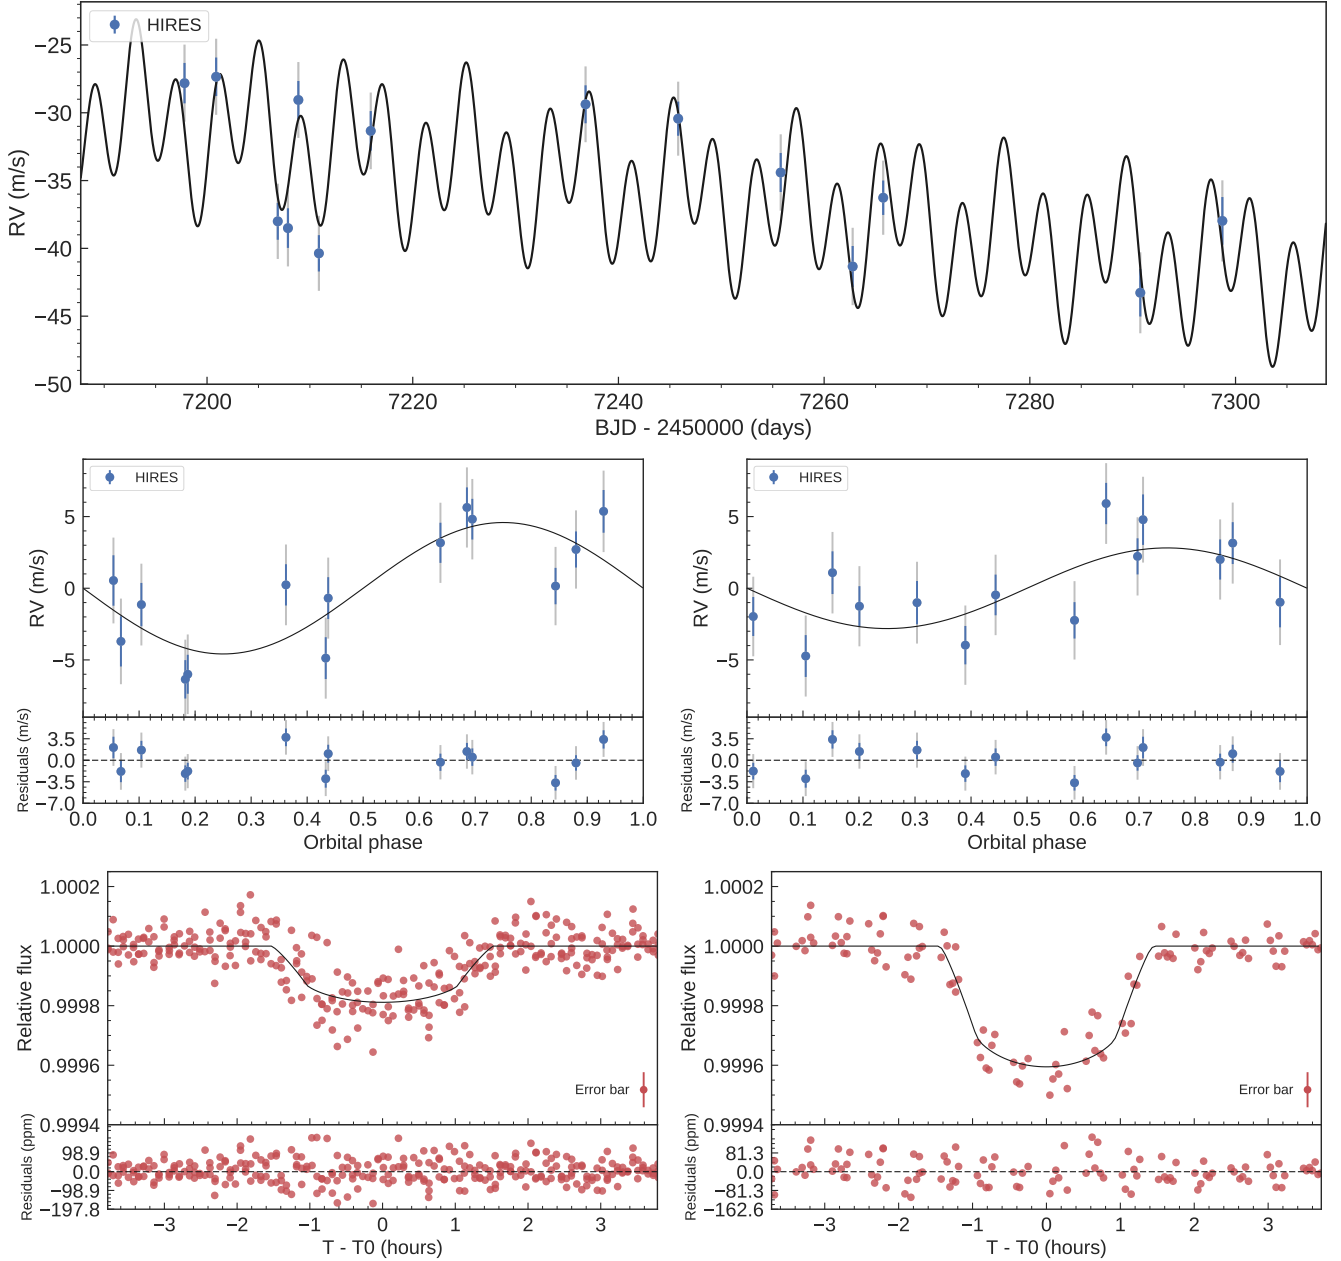 HIRES
−25
−30
−35
−40
−45
−50
RV (m/s)
7200 7220 7240 7260 7280 7300
BJD - 2450000 (days)
HIRES
5
0
−5
RV (m/s)
3.5
0.0
−3.5
−7.0
Residuals (m/s)
0.0 0.1 0.2 0.3 0.4 0.5 0.6 0.7 0.8 0.9 1.0
Orbital phase
HIRES
5
0
−5
RV (m/s)
3.5
0.0
−3.5
−7.0
Residuals (m/s)
0.0 0.1 0.2 0.3 0.4 0.5 0.6 0.7 0.8 0.9 1.0
Orbital phase
1.0002
1.0000
0.9998
0.9996
0.9994
Relative flux
Error bar
98.9
0.0
−98.9
−197.8
Residuals (ppm)
−3 −2 −1 0 1 2 3
T - T0 (hours)
1.0002
1.0000
0.9998
0.9996
0.9994
Relative flux
Error bar
81.3
0.0
−81.3
−162.6
Residuals (ppm)
−3 −2 −1 0 1 2 3
T - T0 (hours)